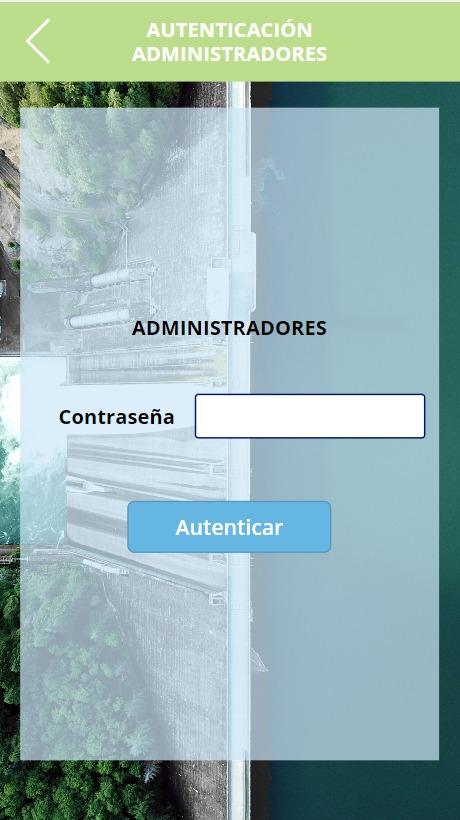 AUTENTICACIÓN
ADMINISTRADORES
ADMINISTRADORES
Contraseña
Autenticar